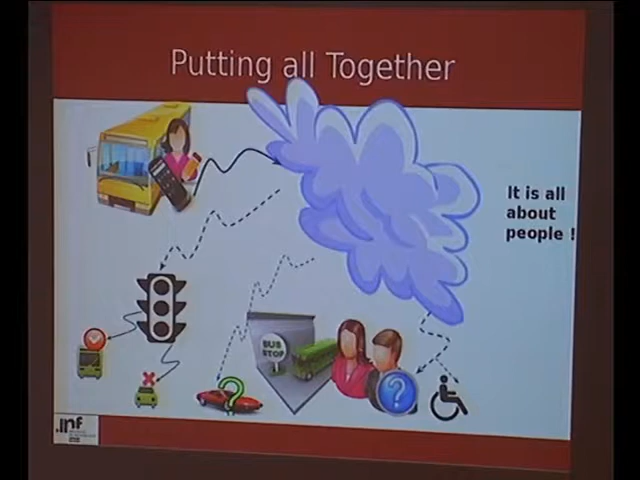 Putting all Together
It is all
about
people !
BUS
STOP
?
?
.inf